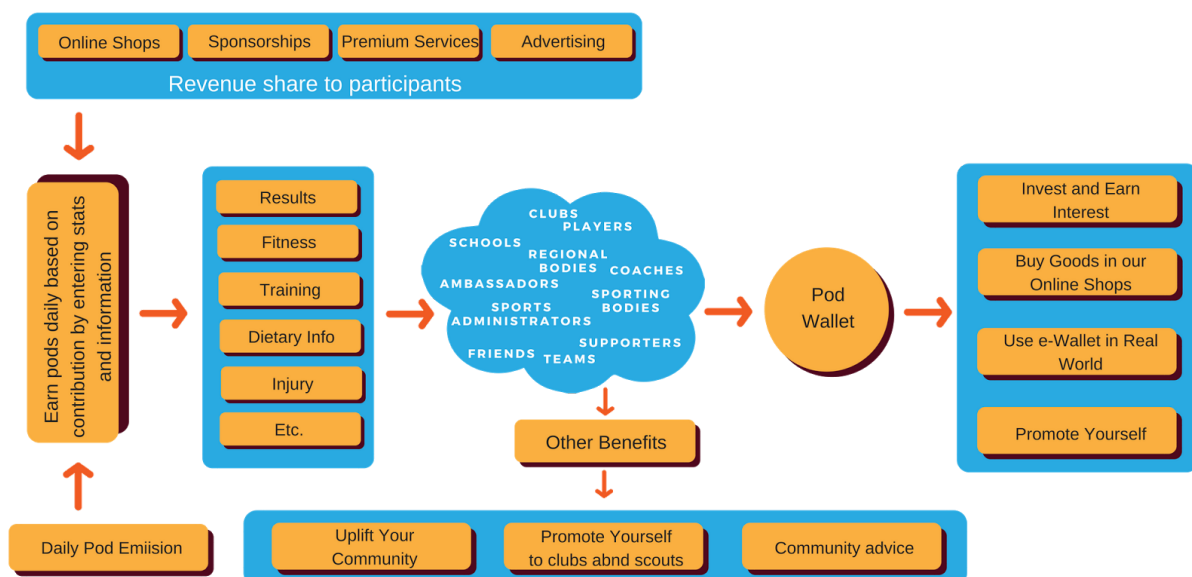 Online Shops
Sponsorships
Premium Services
Advertising
Revenue share to participants
Earn pods daily based on
contribution by entering stats
and information
Daily Pod Emiision
Results
Fitness
Training
Dietary Info
Injury
Etc.
CLUBS
PLAYERS
SCHOOLS
REGIONAL
BODIES
COACHES
AMBASSADORS
SPORTS
ADMINISTRATORS
SPORTING
BODIES
SUPPORTERS
FRIENDS
TEAMS
Pod
Wallet
Invest and Earn
Interest
Buy Goods in our
Online Shops
Use e-Wallet in Real
World
Promote Yourself
Other Benefits
Uplift Your
Community
Promote Yourself
to clubs abnd scouts
Community advice